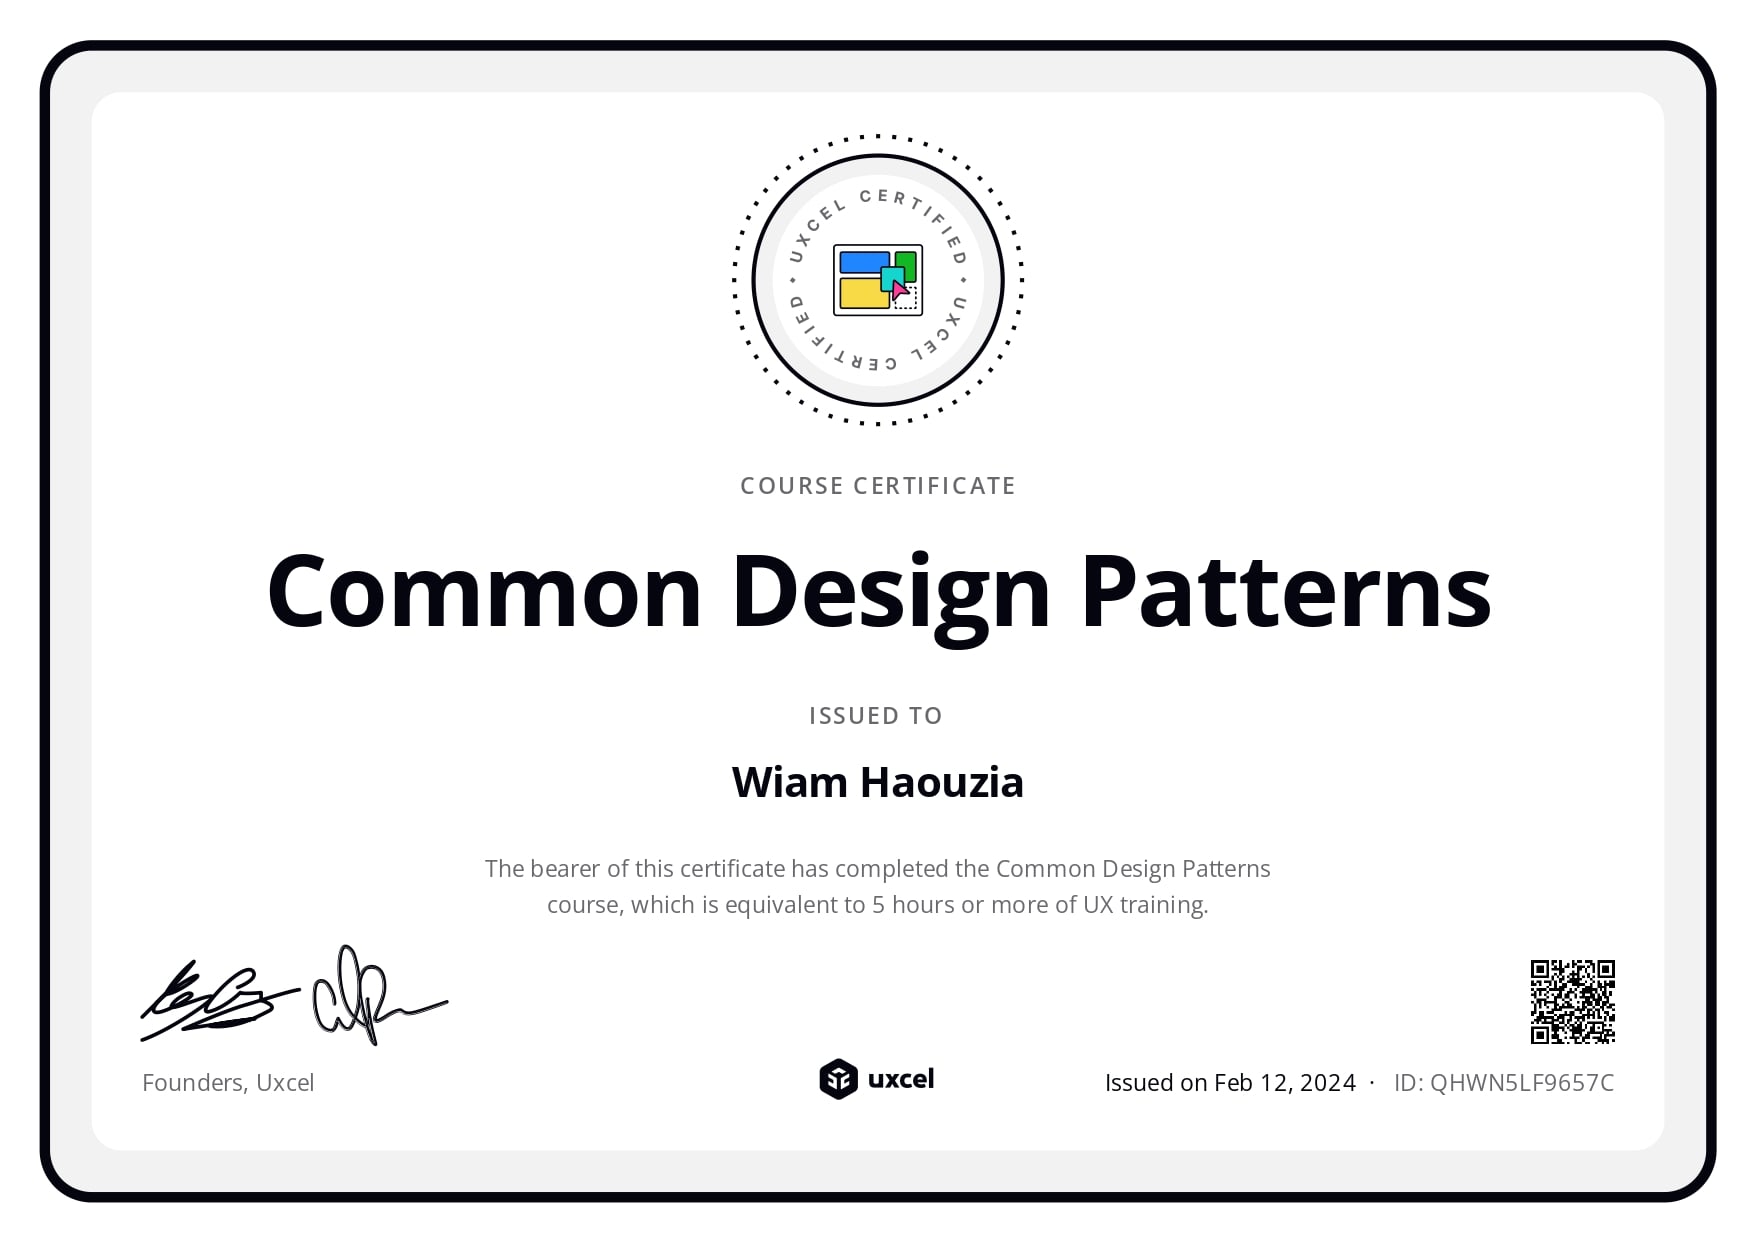 UXCEL CERTIFIED • UXCEL CERTIFIED •
COURSE CERTIFICATE
Common Design Patterns
ISSUED TO
Wiam Haouzia
The bearer of this certificate has completed the Common Design Patterns
course, which is equivalent to 5 hours or more of UX training.
Founders, Uxcel
uxcel
Issued on Feb 12, 2024 · ID: QHWN5LF9657C